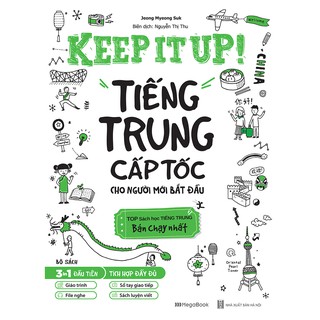 Jeong Myeong Suk
Biên dịch: Nguyễn Thị Thu
KEEP IT UP!
CHINA
TIẾNG
TRUNG
CẤP TỐC
CHO NGƯỜI MỚI BẮT ĐẦU
TOP Sách học TIẾNG TRUNG
Bán chạy nhất
Oriental
Pearl
Tower
BỘ SÁCH
3in1 ĐẦU TIÊN
TÍCH HỢP ĐẦY ĐỦ
Giáo trình
Sổ tay giao tiếp
File nghe
Sách luyện viết
MegaBook
NHÀ XUẤT BẢN HÀ NỘI